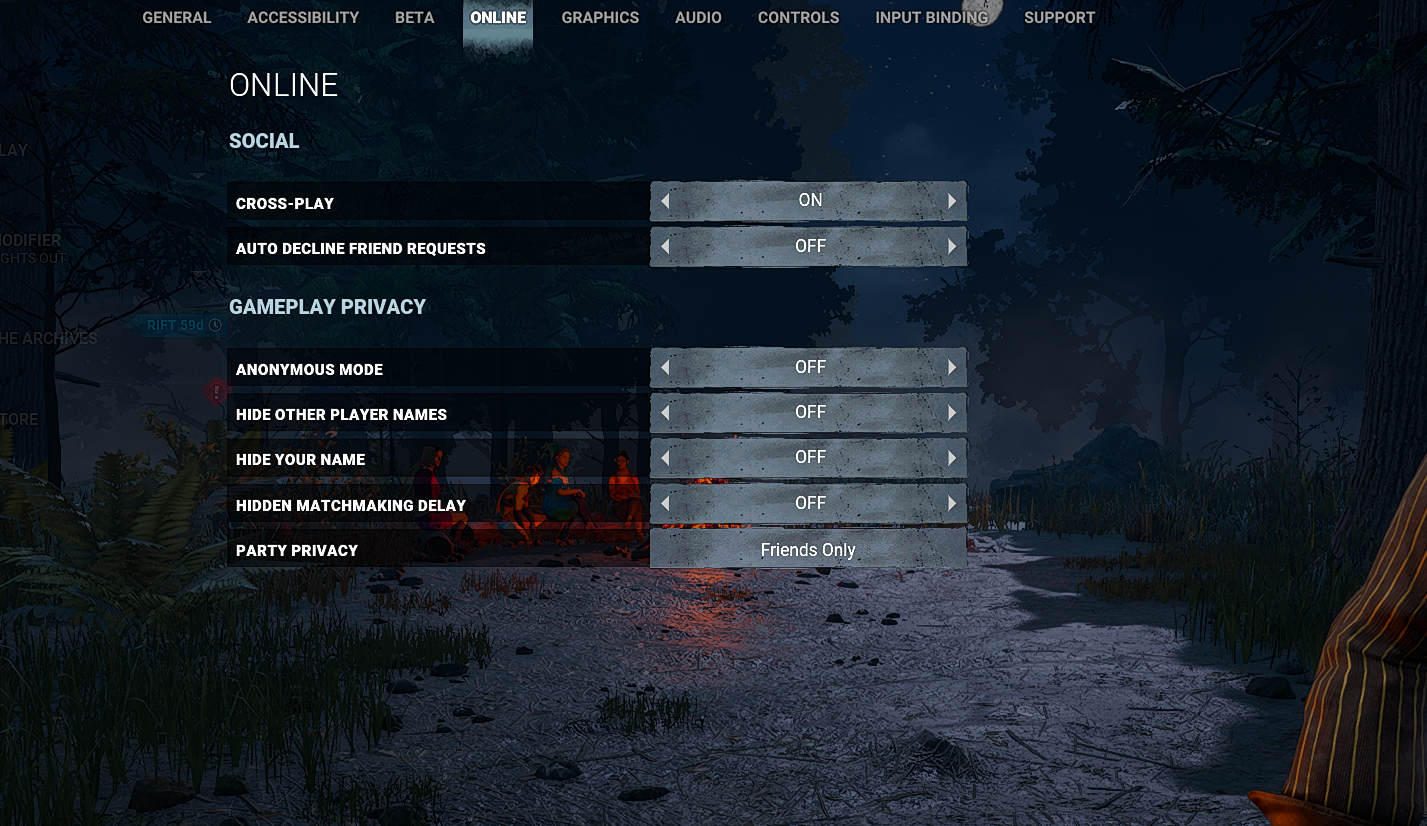 GENERAL ACCESSIBILITY BETA ONLINE GRAPHICS AUDIO CONTROLS INPUT BINDING SUPPORT
ONLINE
SOCIAL
LAY
CROSS-PLAY ON
ODIFIER
AUTO DECLINE FRIEND REQUESTS OFF
GHTS OUT
GAMEPLAY PRIVACY
RIFT 59d
HE ARCHIVES
ANONYMOUS MODE OFF
HIDE OTHER PLAYER NAMES OFF
TORE
HIDE YOUR NAME OFF
HIDDEN MATCHMAKING DELAY OFF
PARTY PRIVACY Friends Only